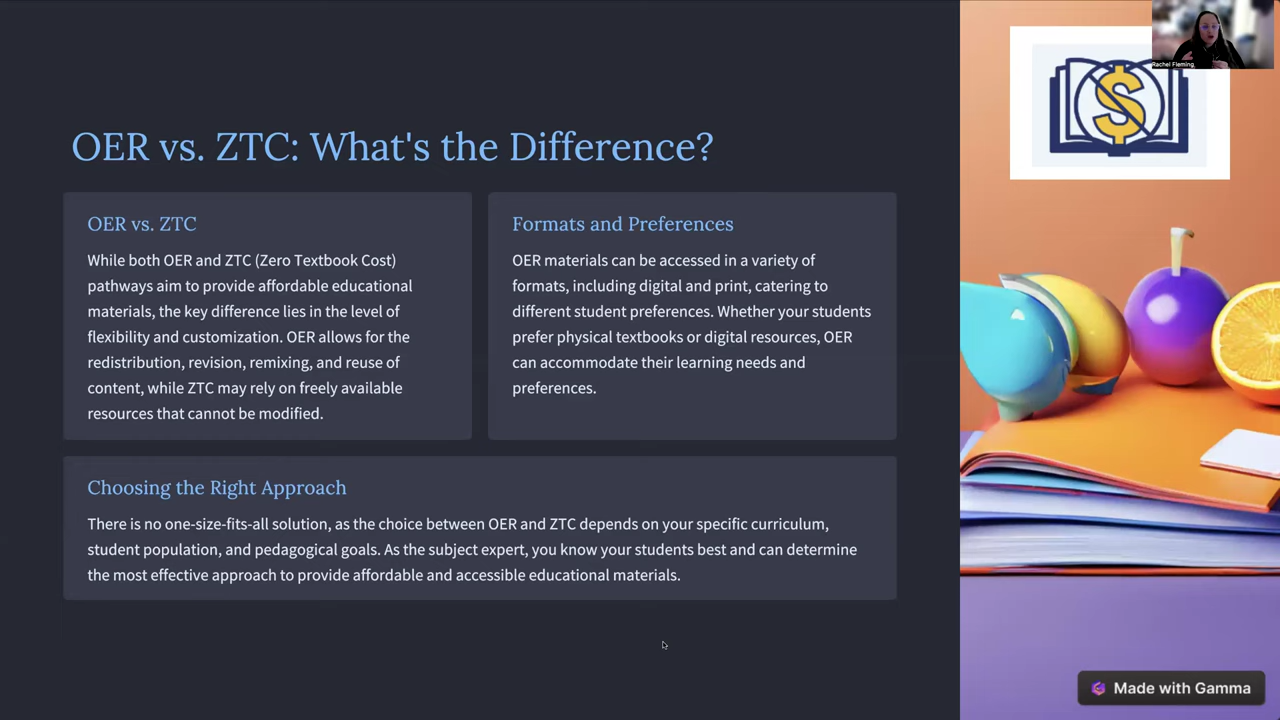 OER vs. ZTC: What's the Difference?
OER vs. ZTC
While both OER and ZTC (Zero Textbook Cost)
pathways aim to provide affordable educational
materials, the key difference lies in the level of
flexibility and customization. OER allows for the
redistribution, revision, remixing, and reuse of
content, while ZTC may rely on freely available
resources that cannot be modified.
Formats and Preferences
OER materials can be accessed in a variety of
formats, including digital and print, catering to
different student preferences. Whether your students
prefer physical textbooks or digital resources, OER
can accommodate their learning needs and
preferences.
Choosing the Right Approach
There is no one-size-fits-all solution, as the choice between OER and ZTC depends on your specific curriculum,
student population, and pedagogical goals. As the subject expert, you know your students best and can determine
the most effective approach to provide affordable and accessible educational materials.
$
Rachel Fleming,
Made with Gamma